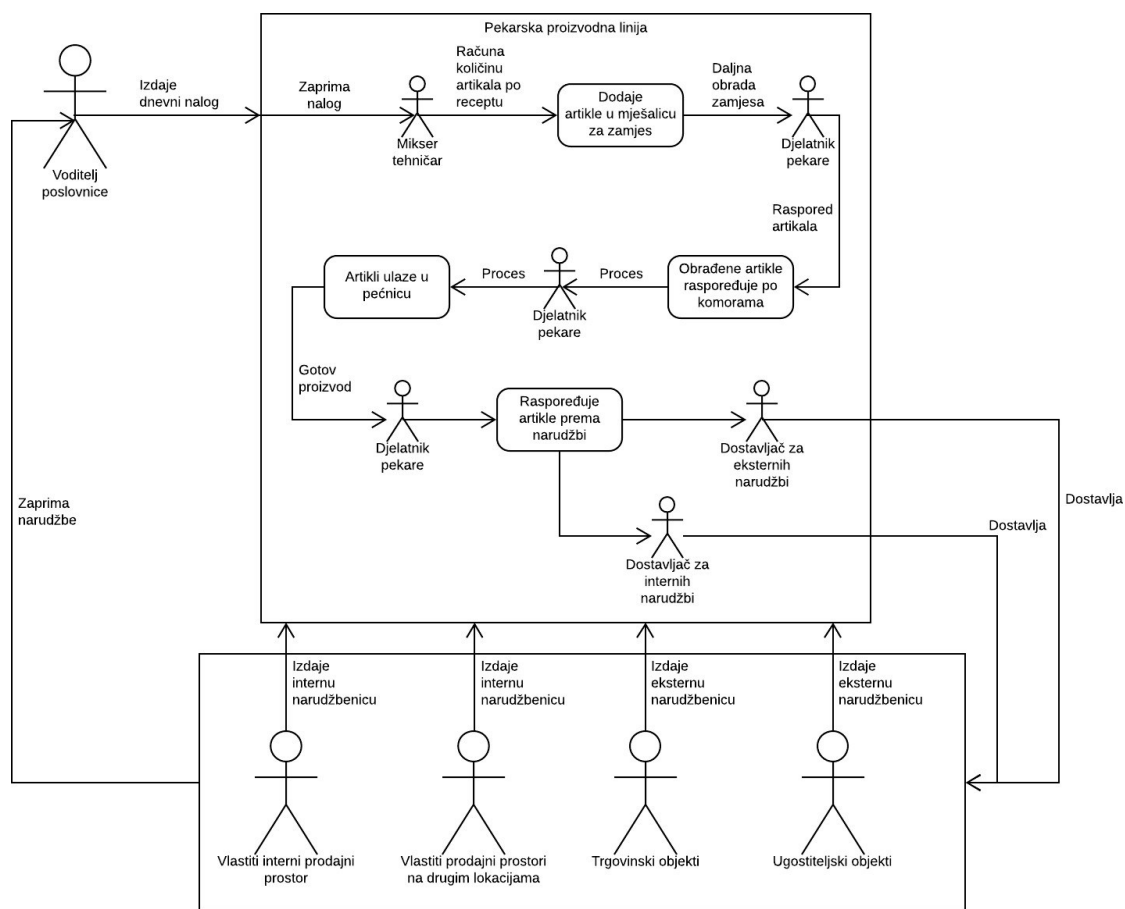 Pekarska proizvodna linija
Izdaje
dnevni nalog
Zaprima
nalog
Računa
količinu
artikala po
receptu
Dodaje
artikle u mješalicu
za zamjes
Daljna
obrada
zamjesa
Voditelj
poslovnice
Mikser
tehničar
Djelatnik
pekare
Raspored
artikala
Artikli ulaze u
pećnicu
Proces
Djelatnik
pekare
Proces
Obrađene artikle
raspoređuje po
komorama
Gotov
proizvod
Djelatnik
pekare
Raspoređuje
artikle prema
narudžbi
Dostavljač za
eksternih
narudžbi
Zaprima
narudžbe
Dostavljač za
internih
narudžbi
Dostavlja
Dostavlja
Izdaje
internu
narudžbenicu
Izdaje
internu
narudžbenicu
Izdaje
eksternu
narudžbenicu
Izdaje
eksternu
narudžbenicu
Vlastiti interni prodajni
prostor
Vlastiti prodajni prostori
na drugim lokacijama
Trgovinski objekti
Ugostiteljski objekti